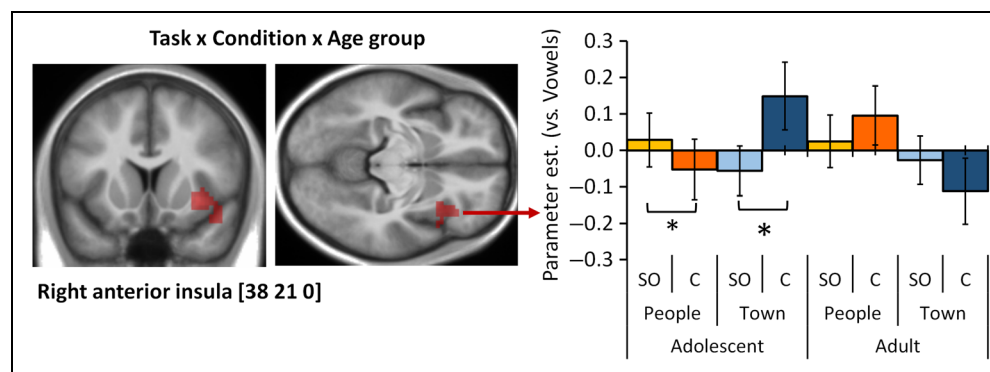 Task x Condition x Age group
Right anterior insula [38 21 0]
Parameter est. (vs. Vowels)
0.3
0.2
0.1
0.0
−0.1
−0.2
−0.3
* *
SO C SO C SO C SO C
People Town People Town
Adolescent Adult